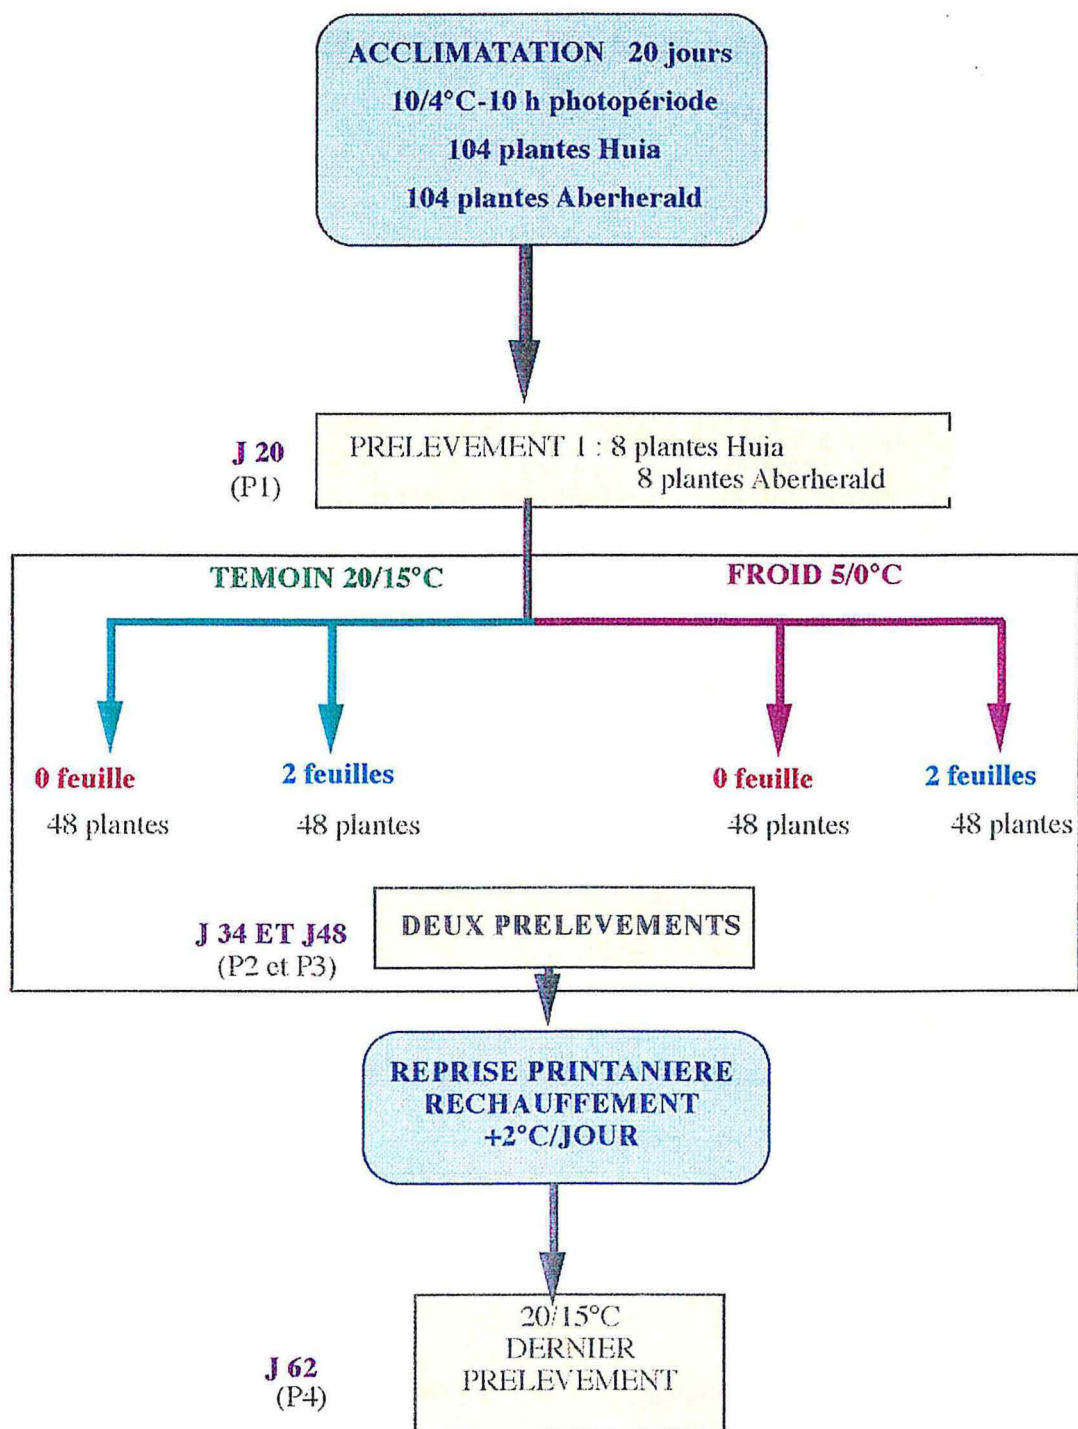 ACCLIMATATION 20 jours
10/4°C-10 h photopériode
104 plantes Huia
104 plantes Aberherald
J 20
(P1)
PRELEVEMENT 1 : 8 plantes Huia
8 plantes Aberherald
TEMOIN 20/15°C
FROID 5/0°C
0 feuille
2 feuilles
0 feuille
2 feuilles
48 plantes
48 plantes
48 plantes
48 plantes
J 34 ET J48
(P2 et P3)
DEUX PRELEVEMENTS
REPRISE PRINTANIERE
RECHAUFFEMENT
+2°C/JOUR
J 62
(P4)
20/15°C
DERNIER
PRELEVEMENT